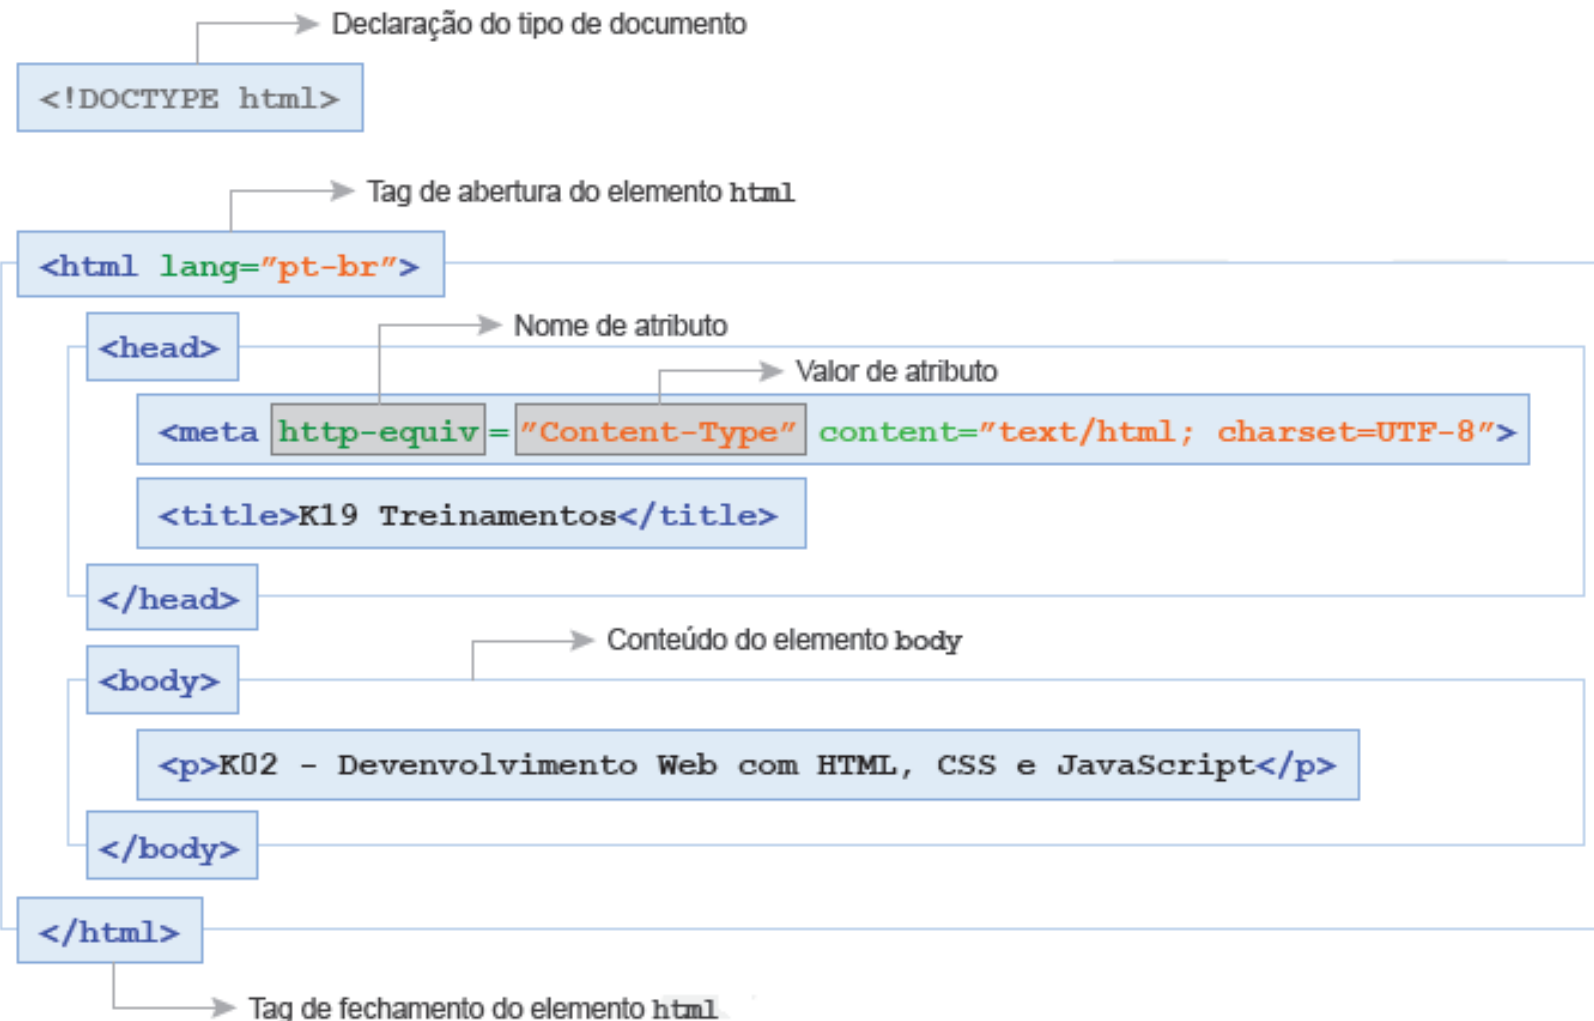 Declaração do tipo de documento
<!DOCTYPE html>
Tag de abertura do elemento html
<html lang="pt-br">
Nome de atributo
<head>
Valor de atributo
<meta http-equiv="Content-Type" content="text/html; charset=UTF-8">
<title>K19 Treinamentos</title>
</head>
Conteúdo do elemento body
<body>
<p>K02 - Devenvolvimento Web com HTML, CSS e JavaScript</p>
</body>
</html>
Tag de fechamento do elemento html